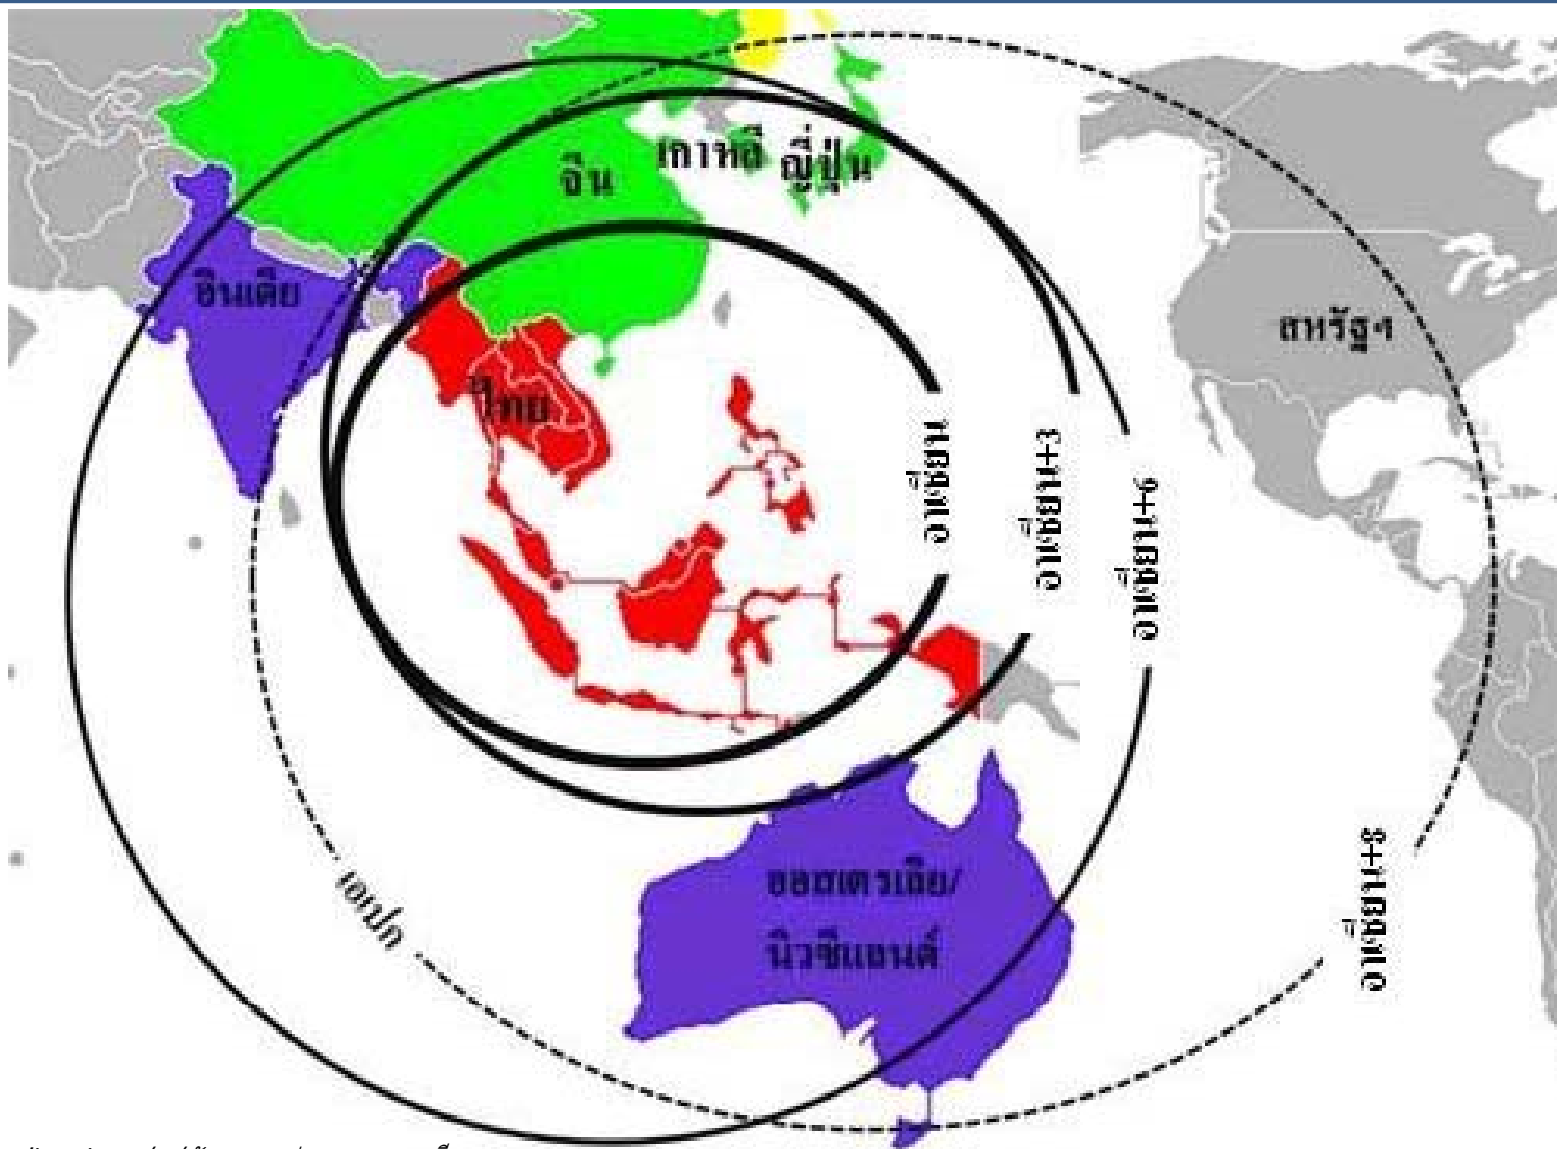 จีน
เกาหลี ญี่ปุ่น
อินเดีย
สหรัฐฯ
ไทย
อาเซียน
อาเซียน+3
อาเซียน+6
อาเซียน+8
เอเปก
ออสเตรเลีย/
นิวซีแลนด์